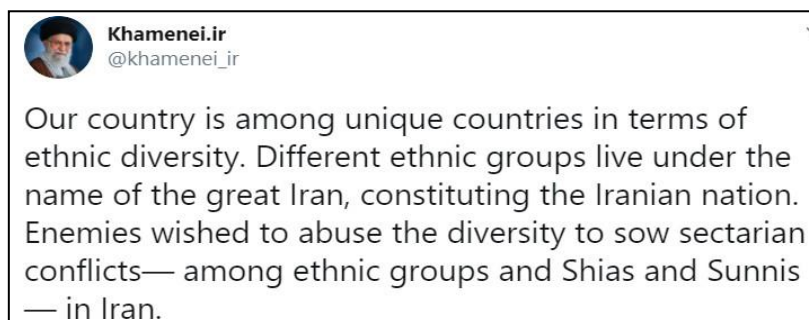 Khamenei.ir
@khamenei_ir
Our country is among unique countries in terms of
ethnic diversity. Different ethnic groups live under the
name of the great Iran, constituting the Iranian nation.
Enemies wished to abuse the diversity to sow sectarian
conflicts— among ethnic groups and Shias and Sunnis
— in Iran.